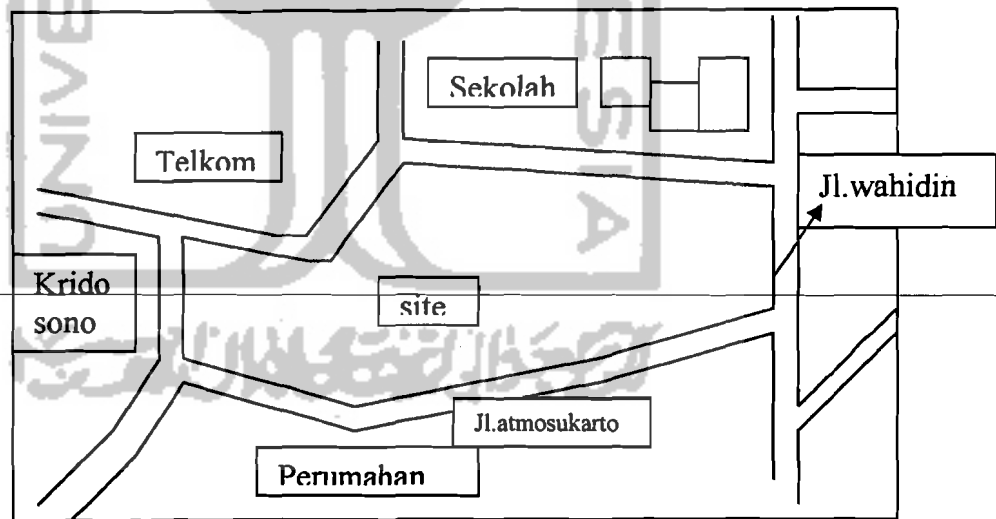 Sekolah
Telkom
Jl.wahidin
Krido
sono
site
Jl.atmosukarto
Perumahan